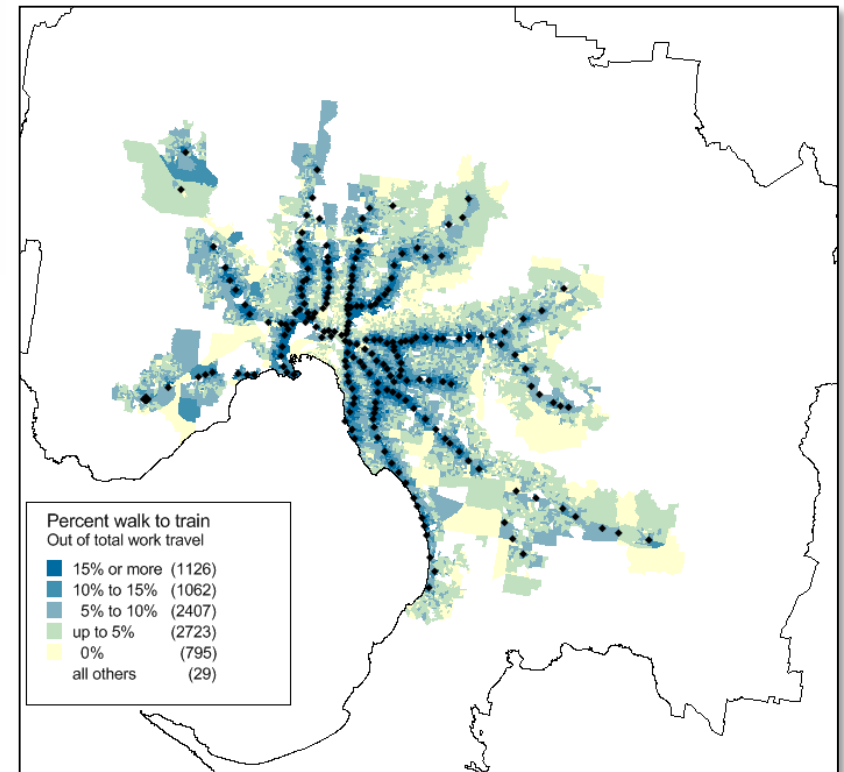 Percent walk to train
Out of total work travel
15% or more (1126)
10% to 15% (1062)
5% to 10% (2407)
up to 5% (2723)
0% (795)
all others (29)